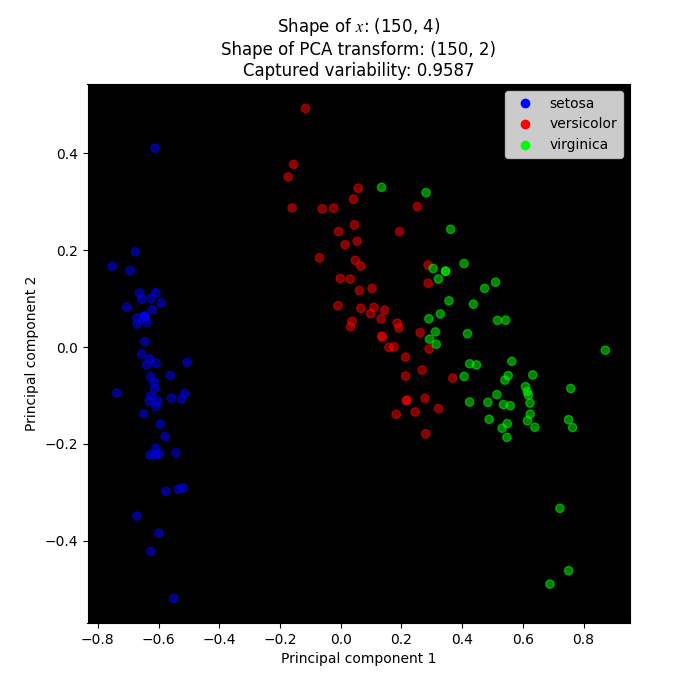 Shape of x: (150, 4)
Shape of PCA transform: (150, 2)
Captured variability: 0.9587
setosa
versicolor
virginica
0.4
0.2
0.0
−0.2
−0.4
Principal component 2
−0.8
−0.6
−0.4
−0.2
0.0
0.2
0.4
0.6
0.8
Principal component 1